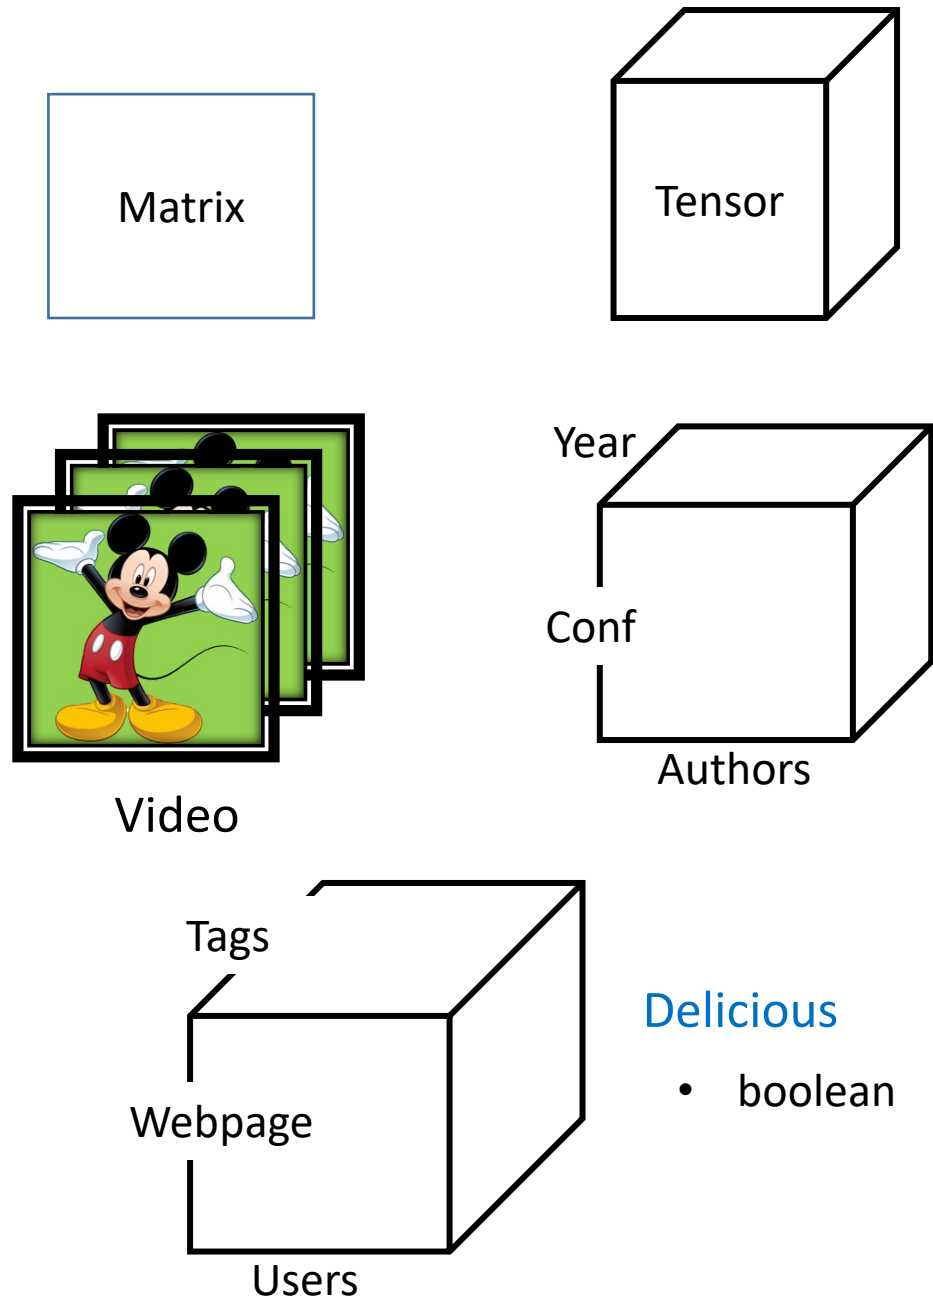 Matrix
Tensor
Year
Conf
Authors
Video
Tags
Webpage
Users
Delicious
• boolean